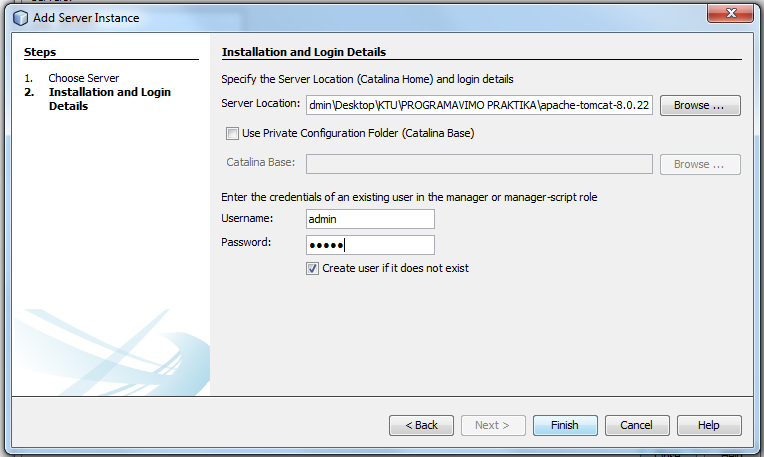 Add Server Instance
Steps
1. Choose Server
2. Installation and Login
Details
Installation and Login Details
Specify the Server Location (Catalina Home) and login details
Server Location: dmin\Desktop\KTU\PROGRAMAVIMO PRAKTIKA\apache-tomcat-8.0.22 Browse ...
Use Private Configuration Folder (Catalina Base)
Catalina Base: Browse ...
Enter the credentials of an existing user in the manager or manager-script role
Username: admin
Password: •••••
Create user if it does not exist
< Back Next > Finish Cancel Help